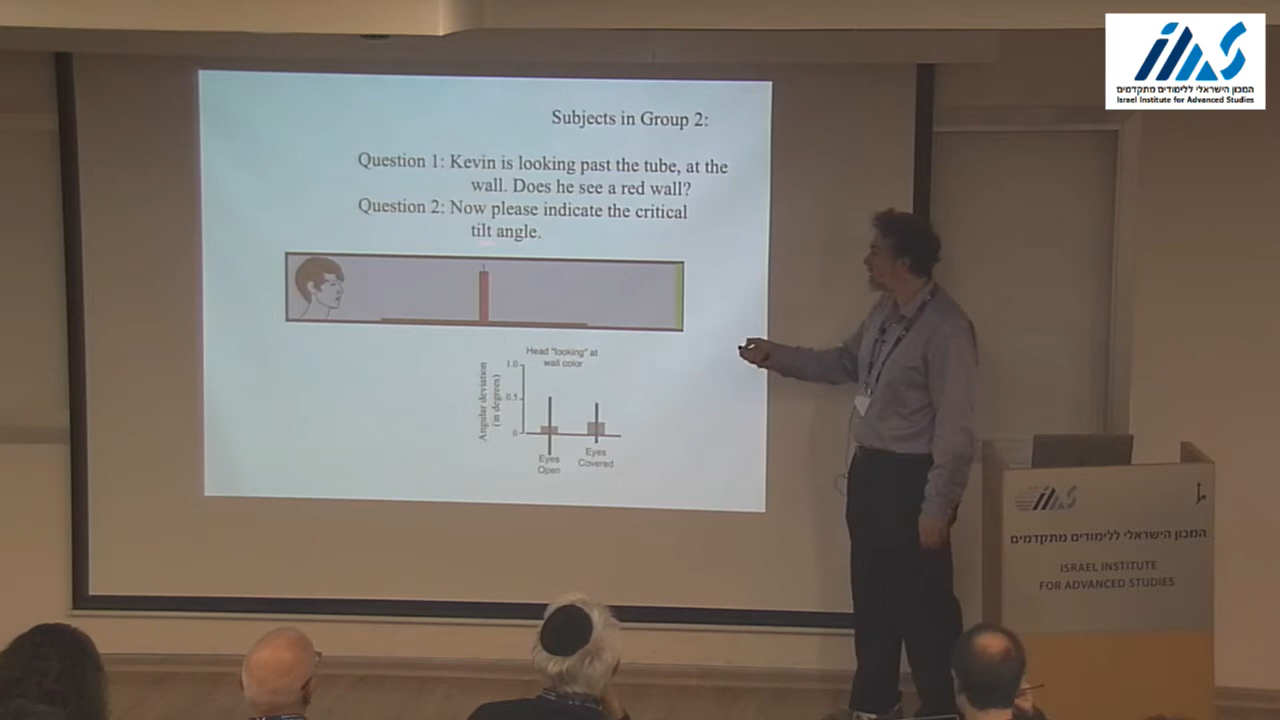 המכון הישראלי ללימודים מתקדמים
Israel Institute for Advanced Studies
Subjects in Group 2:
Question 1: Kevin is looking past the tube, at the
wall. Does he see a red wall?
Question 2: Now please indicate the critical
tilt angle.
Head "looking" at
wall color
Angular deviation
(in degrees)
1.0
0.5
0
Eyes
Open
Eyes
Covered
המכון הישראלי ללימודים מתקדמים
ISRAEL INSTITUTE
FOR ADVANCED STUDIES